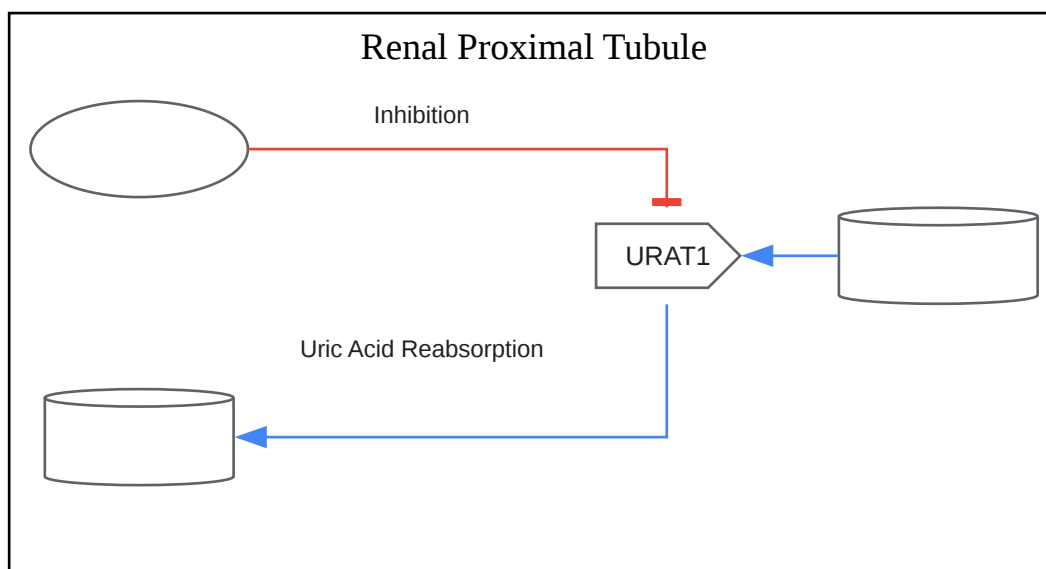 Renal Proximal Tubule
Inhibition
URAT1
Uric Acid Reabsorption